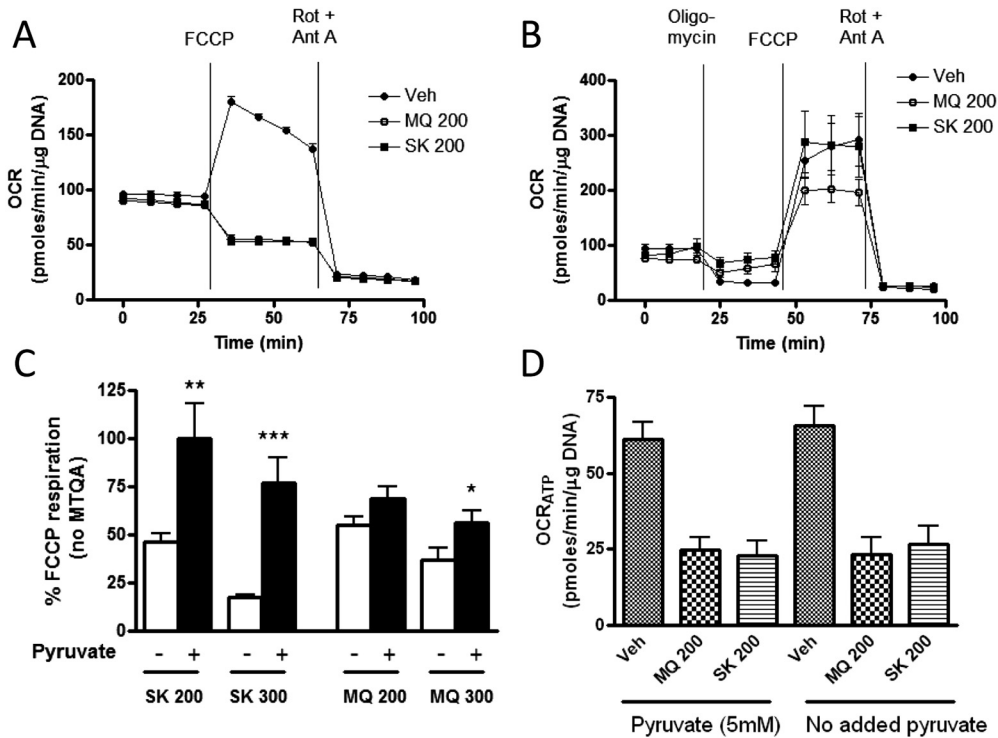 A
FCCP
Rot +
Ant A
OCR
(pmoles/min/μg DNA)
200
150
100
50
0
0
25
50
75
100
Time (min)
Veh
MQ 200
SK 200
B
Oligo-
mycin
FCCP
Rot +
Ant A
OCR
(pmoles/min/μg DNA)
400
300
200
100
0
0
25
50
75
100
Time (min)
Veh
MQ 200
SK 200
C
% FCCP respiration
(no MTQA)
125
100
75
50
25
0
**
***
*
Pyruvate - + - + - + - +
SK 200 SK 300 MQ 200 MQ 300
D
OCRATP
(pmoles/min/μg DNA)
75
50
25
0
Veh
MQ 200
SK 200
Veh
MQ 200
SK 200
Pyruvate (5mM)
No added pyruvate